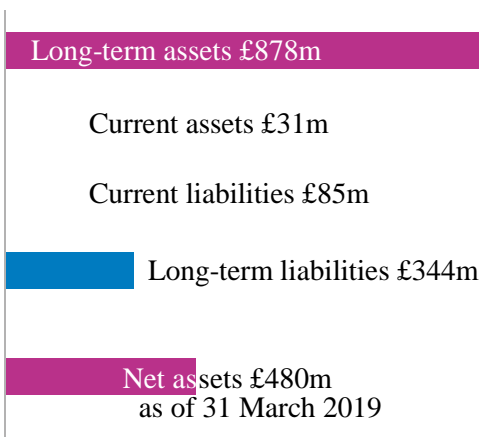 Long-term assets £878m
Current assets £31m
Current liabilities £85m
Long-term liabilities £344m
Net assets £480m
as of 31 March 2019